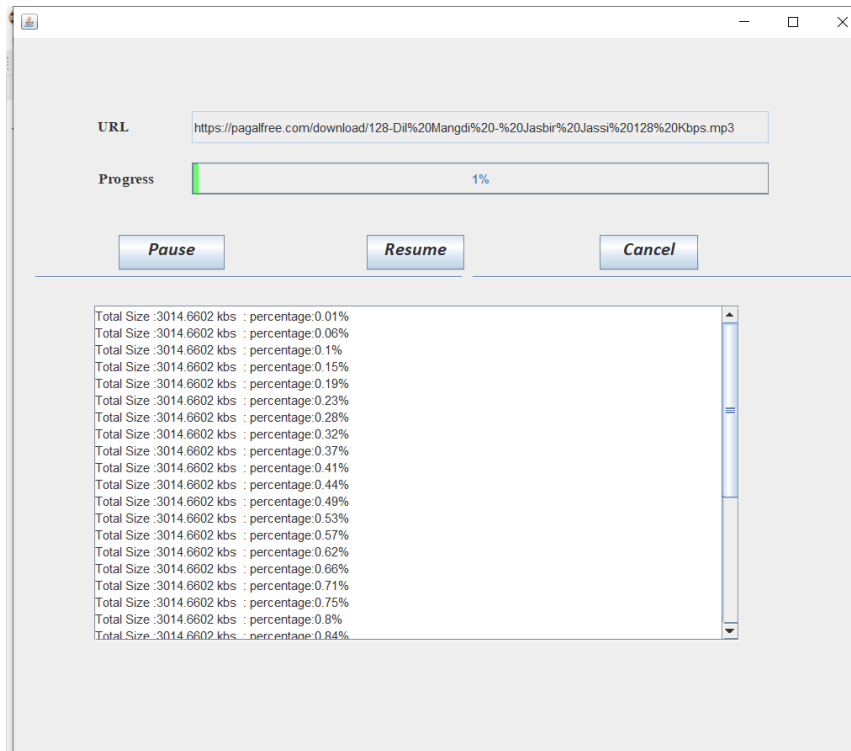 URL
https://pagalfree.com/download/128-Dil%20Mangdi%20-%20Jasbir%20Jassi%20128%20Kbps.mp3
Progress
1%
Pause Resume Cancel
Total Size :3014.6602 kbs : percentage:0.01%
Total Size :3014.6602 kbs : percentage:0.06%
Total Size :3014.6602 kbs : percentage:0.1%
Total Size :3014.6602 kbs : percentage:0.15%
Total Size :3014.6602 kbs : percentage:0.19%
Total Size :3014.6602 kbs : percentage:0.23%
Total Size :3014.6602 kbs : percentage:0.28%
Total Size :3014.6602 kbs : percentage:0.32%
Total Size :3014.6602 kbs : percentage:0.37%
Total Size :3014.6602 kbs : percentage:0.41%
Total Size :3014.6602 kbs : percentage:0.44%
Total Size :3014.6602 kbs : percentage:0.49%
Total Size :3014.6602 kbs : percentage:0.53%
Total Size :3014.6602 kbs : percentage:0.57%
Total Size :3014.6602 kbs : percentage:0.62%
Total Size :3014.6602 kbs : percentage:0.66%
Total Size :3014.6602 kbs : percentage:0.71%
Total Size :3014.6602 kbs : percentage:0.75%
Total Size :3014.6602 kbs : percentage:0.8%
Total Size :3014.6602 kbs : percentage:0.84%